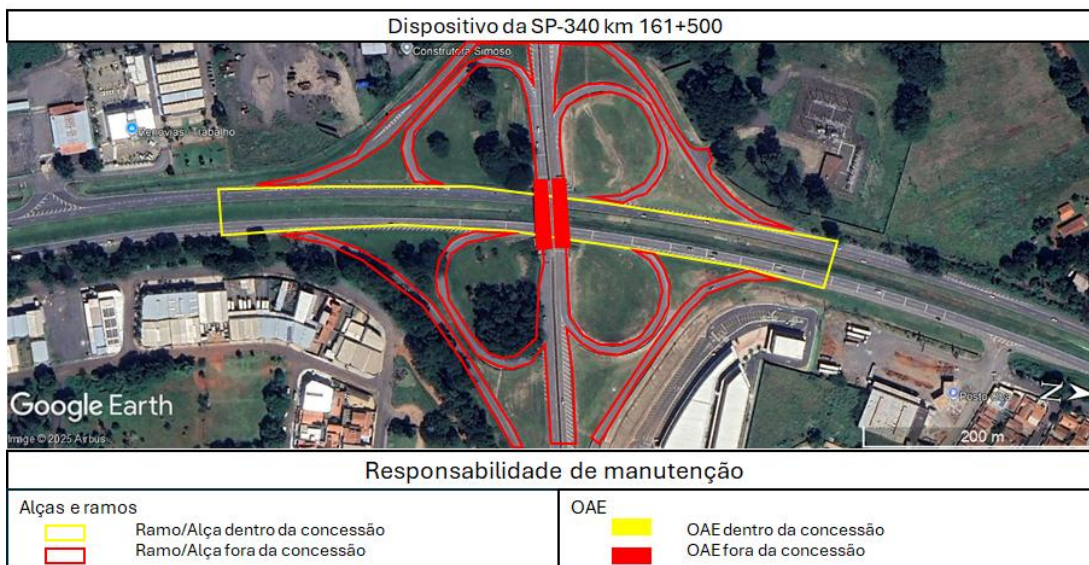 Dispositivo da SP-340 km 161+500
Construtora Simoso
Renovias Trabalho
Google Earth
Image © 2025 Airbus
N
200 m
Responsabilidade de manutenção
Alças e ramos
Ramo/Alça dentro da concessão
Ramo/Alça fora da concessão
OAE
OAE dentro da concessão
OAE fora da concessão